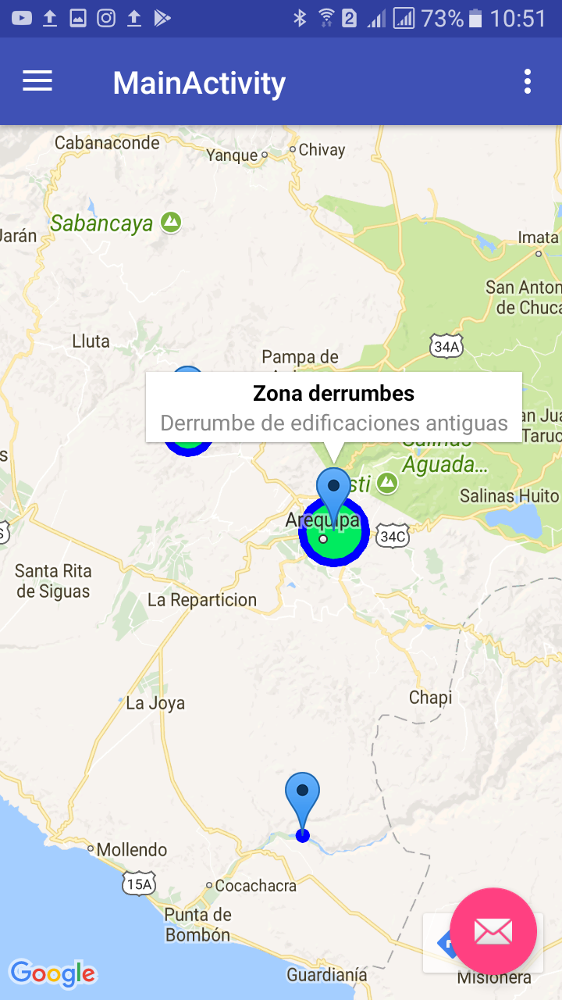 2 73% 10:51
MainActivity
Cabanaconde
Yanque
Chivay
Sabancaya
Jarán
Imata
San Anton
de Chuca
Lluta
34A
Pampa de
Zona derrumbes
Derrumbe de edificaciones antiguas
an Jua
Taruc
Salinas
Aguada...
sti
Salinas Huito
Arequipa
34C
S
Santa Rita
de Siguas
La Reparticion
La Joya
Chapi
Mollendo
15A
Cocachacra
Punta de
Bombón
Guardianía
Misionera
Google